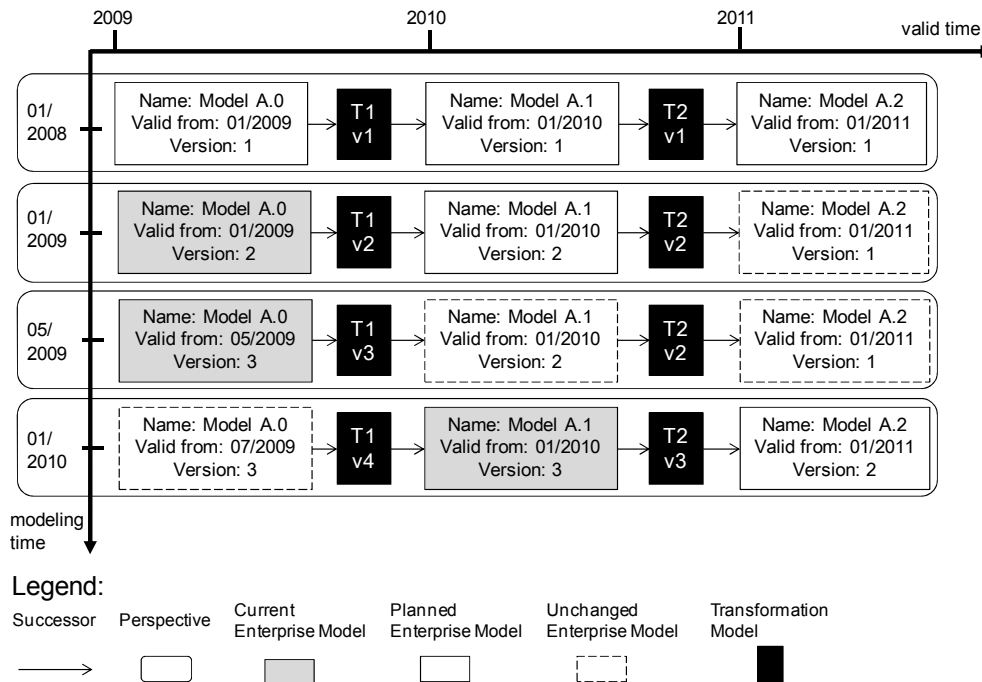 2009
2010
2011
valid time
01/
2008
Name: Model A.0
Valid from: 01/2009
Version: 1
T1
v1
Name: Model A.1
Valid from: 01/2010
Version: 1
T2
v1
Name: Model A.2
Valid from: 01/2011
Version: 1
01/
2009
Name: Model A.0
Valid from: 01/2009
Version: 2
T1
v2
Name: Model A.1
Valid from: 01/2010
Version: 2
T2
v2
Name: Model A.2
Valid from: 01/2011
Version: 1
05/
2009
Name: Model A.0
Valid from: 05/2009
Version: 3
T1
v3
Name: Model A.1
Valid from: 01/2010
Version: 2
T2
v2
Name: Model A.2
Valid from: 01/2011
Version: 1
01/
2010
Name: Model A.0
Valid from: 07/2009
Version: 3
T1
v4
Name: Model A.1
Valid from: 01/2010
Version: 3
T2
v3
Name: Model A.2
Valid from: 01/2011
Version: 2
modeling
time
Legend:
Successor
Perspective
Current
Enterprise Model
Planned
Enterprise Model
Unchanged
Enterprise Model
Transformation
Model